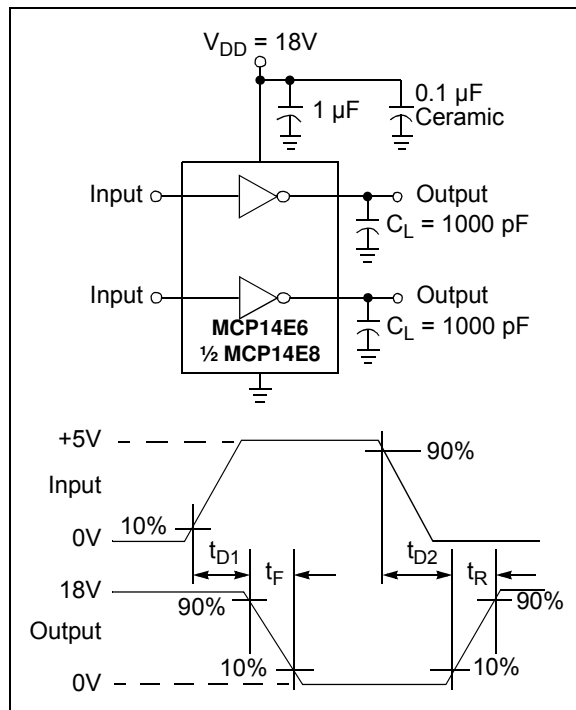 V_DD = 18V
1 µF
0.1 µF
Ceramic
Input
Output
C_L = 1000 pF
Input
Output
C_L = 1000 pF
MCP14E6
½ MCP14E8
+5V
90%
Input
10%
0V
t_D1
t_F
t_D2
t_R
18V
90%
90%
Output
10%
10%
0V